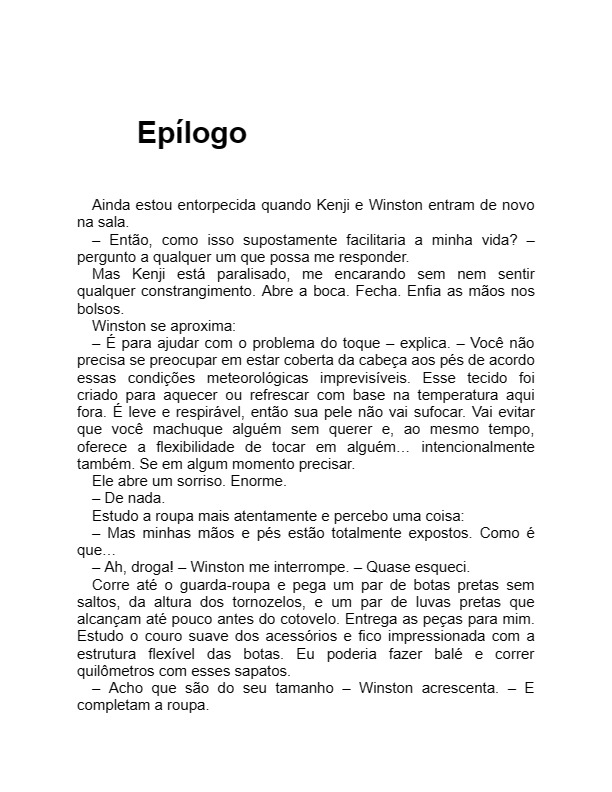 Epílogo
Ainda estou entorpecida quando Kenji e Winston entram de novo
na sala.
– Então, como isso supostamente facilitaria a minha vida? –
pergunto a qualquer um que possa me responder.
Mas Kenji está paralisado, me encarando sem nem sentir
qualquer constrangimento. Abre a boca. Fecha. Enfia as mãos nos
bolsos.
Winston se aproxima:
– É para ajudar com o problema do toque – explica. – Você não
precisa se preocupar em estar coberta da cabeça aos pés de acordo
essas condições meteorológicas imprevisíveis. Esse tecido foi
criado para aquecer ou refrescar com base na temperatura aqui
fora. É leve e respirável, então sua pele não vai sufocar. Vai evitar
que você machuque alguém sem querer e, ao mesmo tempo,
oferece a flexibilidade de tocar em alguém… intencionalmente
também. Se em algum momento precisar.
Ele abre um sorriso. Enorme.
– De nada.
Estudo a roupa mais atentamente e percebo uma coisa:
– Mas minhas mãos e pés estão totalmente expostos. Como é
que…
– Ah, droga! – Winston me interrompe. – Quase esqueci.
Corre até o guarda-roupa e pega um par de botas pretas sem
saltos, da altura dos tornozelos, e um par de luvas pretas que
alcançam até pouco antes do cotovelo. Entrega as peças para mim.
Estudo o couro suave dos acessórios e fico impressionada com a
estrutura flexível das botas. Eu poderia fazer balé e correr
quilômetros com esses sapatos.
– Acho que são do seu tamanho – Winston acrescenta. – E
completam a roupa.